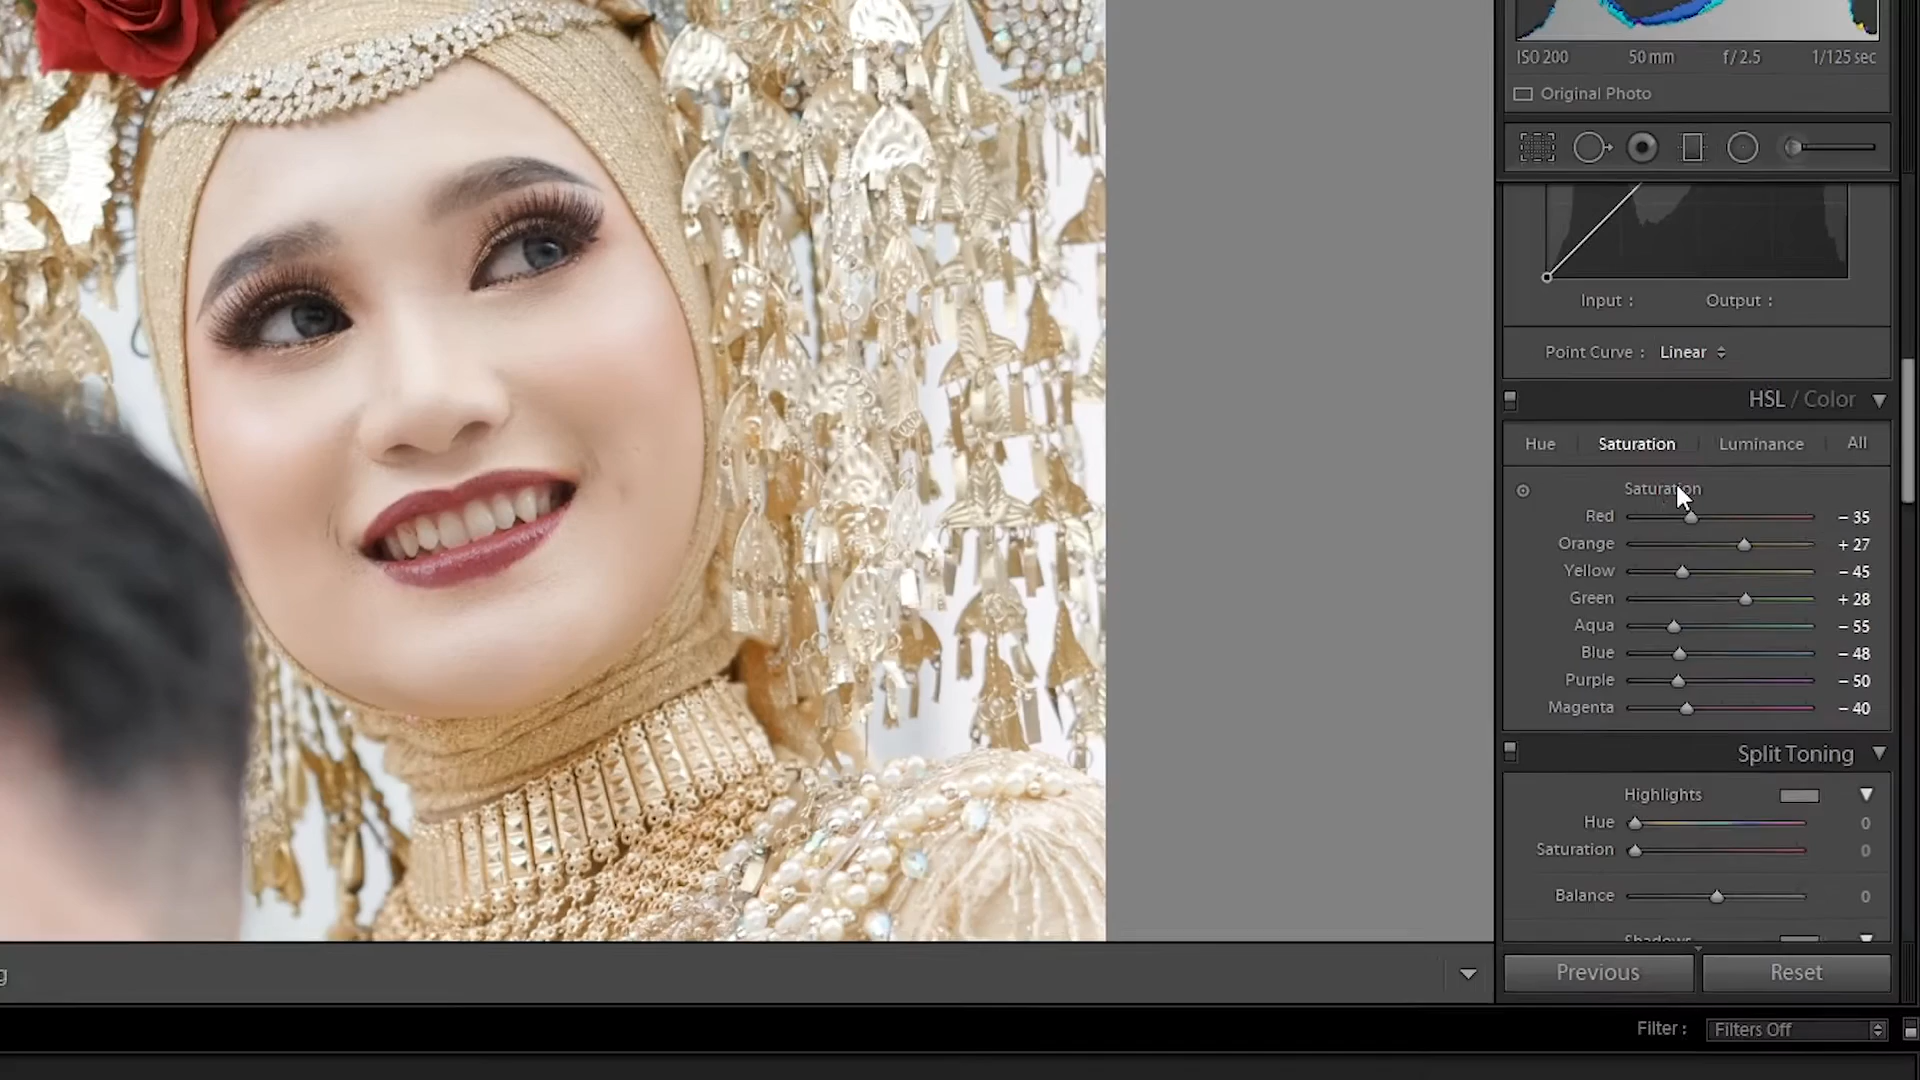 ISO 200 50 mm f / 2.5 1/125 sec
Original Photo
Input : Output :
Point Curve : Linear
HSL / Color
Hue Saturation Luminance All
Saturation
Red − 35
Orange + 27
Yellow − 45
Green + 28
Aqua − 55
Blue − 48
Purple − 50
Magenta − 40
Split Toning
Highlights
Hue 0
Saturation 0
Balance 0
Shadows
Previous Reset
Filter : Filters Off